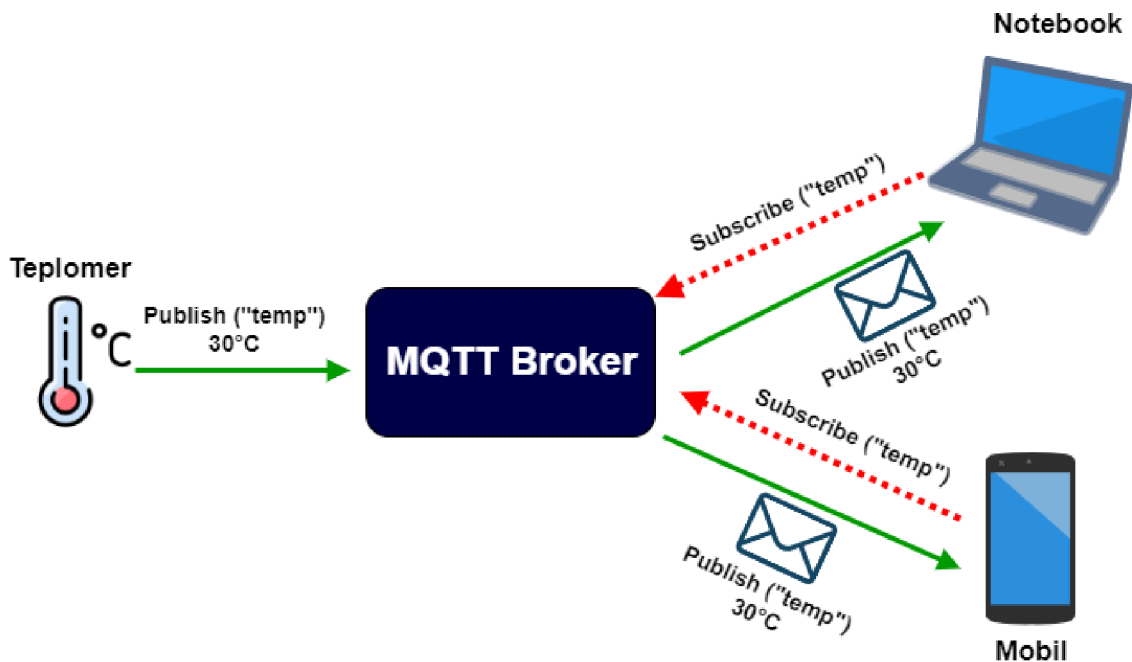 Notebook
Subscribe ("temp")
Teplomer
°C
Publish ("temp")
30°C
MQTT Broker
Publish ("temp")
30°C
Subscribe ("temp")
Publish ("temp")
30°C
Mobil